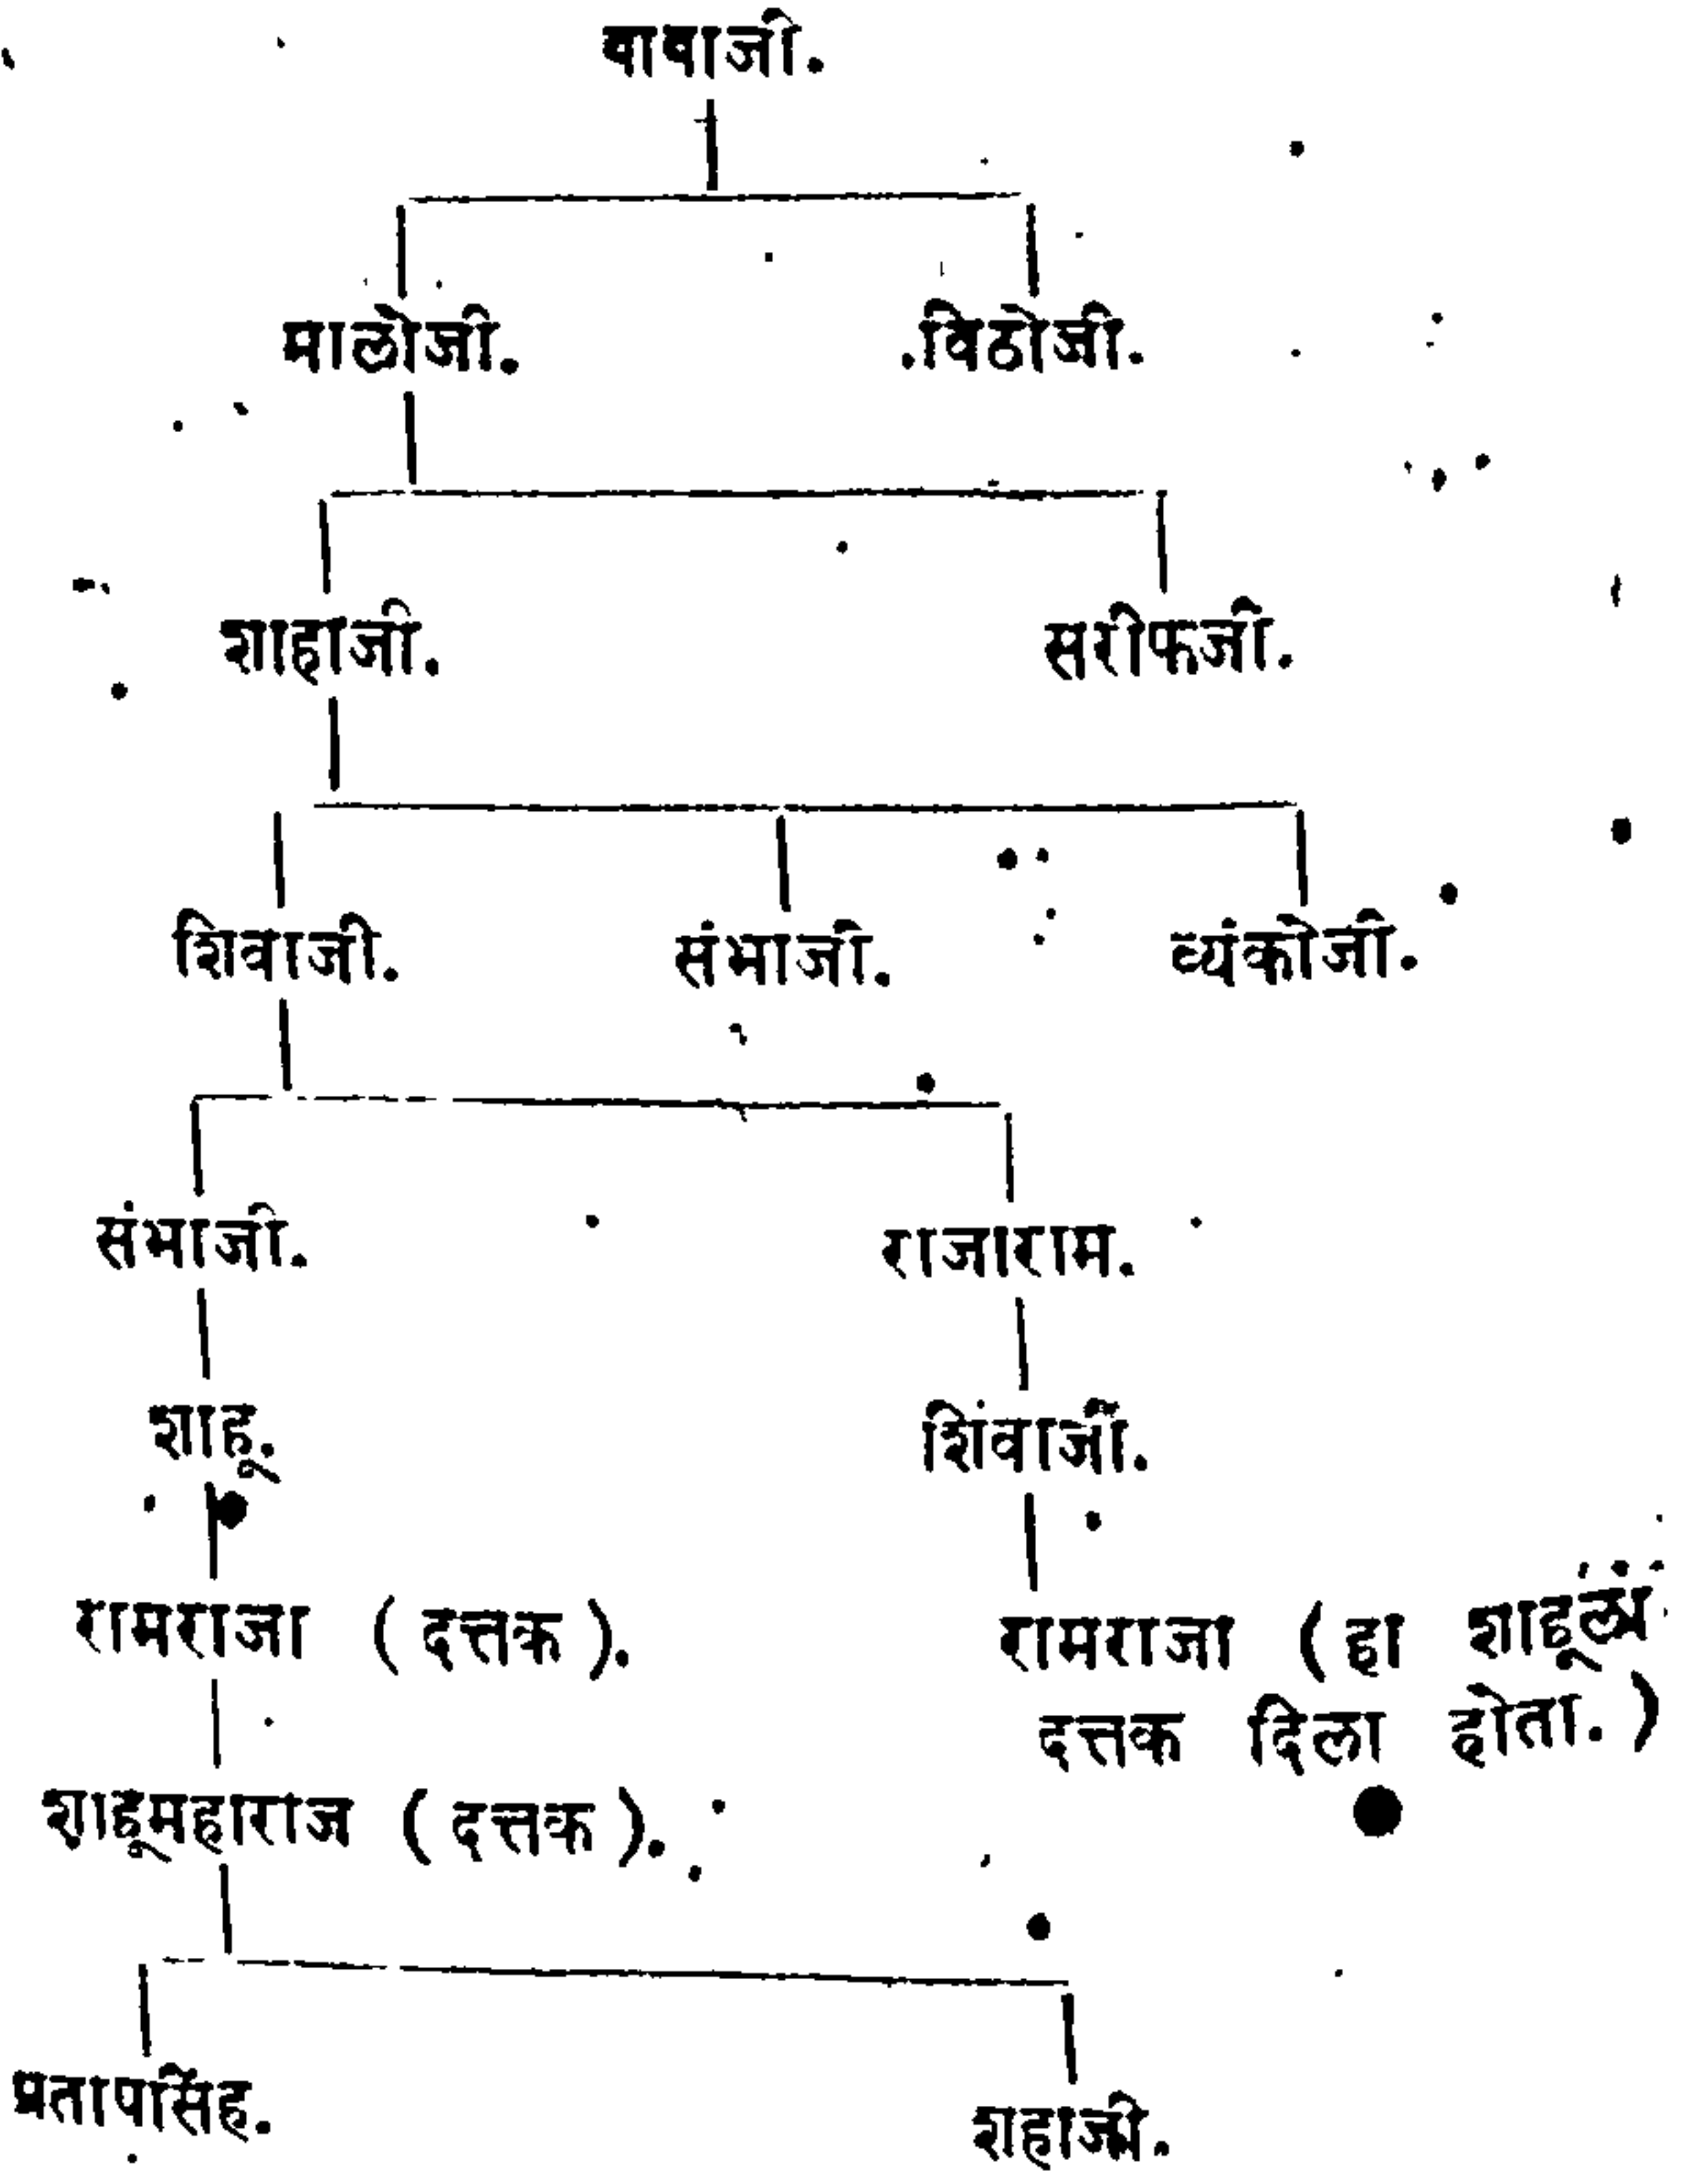 बाबाजी.
मालोजी. विठोजी.
शाहाजी. सरीफजी.
शिवाजी. संभाजी. व्यंकोजी.
संभाजी. राजाराम.
शाहू. शिवाजी.
रामराजा ( दत्तक ). रामराजा ( हा शाहूला
दत्तक दिला होता. )
शाहूमहाराज ( दत्तक ).
प्रतापसिंह. शहाजी.